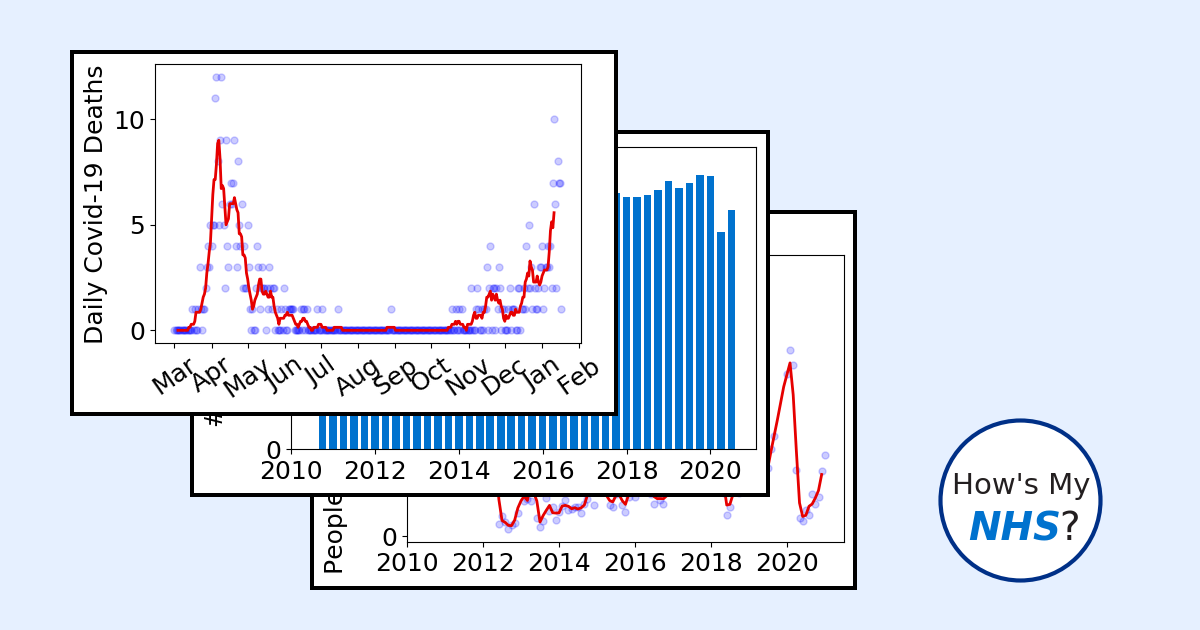 Daily Covid-19 Deaths
10
5
0
Mar Apr May Jun Jul Aug Sep Oct Nov Dec Jan Feb
#
0
2010 2012 2014 2016 2018 2020
People
0
2010 2012 2014 2016 2018 2020
How's My
NHS?